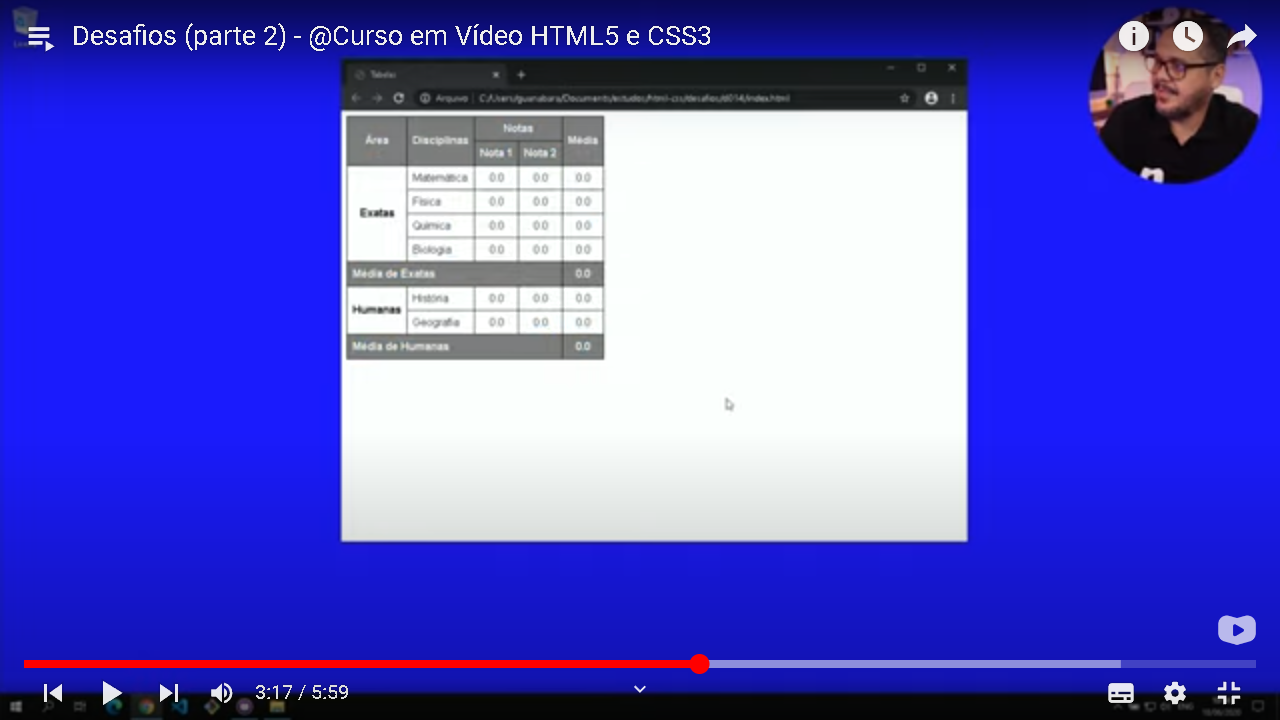 Desafios (parte 2) - @Curso em Vídeo HTML5 e CSS3
Tabelas
Arquivo | C:/Users/guanabara/Documents/estudos/html-css/desafios/d014/index.html
Área Disciplinas Notas Média
Nota 1 Nota 2
Exatas
Matemática 0.0 0.0 0.0
Física 0.0 0.0 0.0
Química 0.0 0.0 0.0
Biologia 0.0 0.0 0.0
Média de Exatas 0.0
Humanas
História 0.0 0.0 0.0
Geografia 0.0 0.0 0.0
Média de Humanas 0.0
3:17 / 5:59